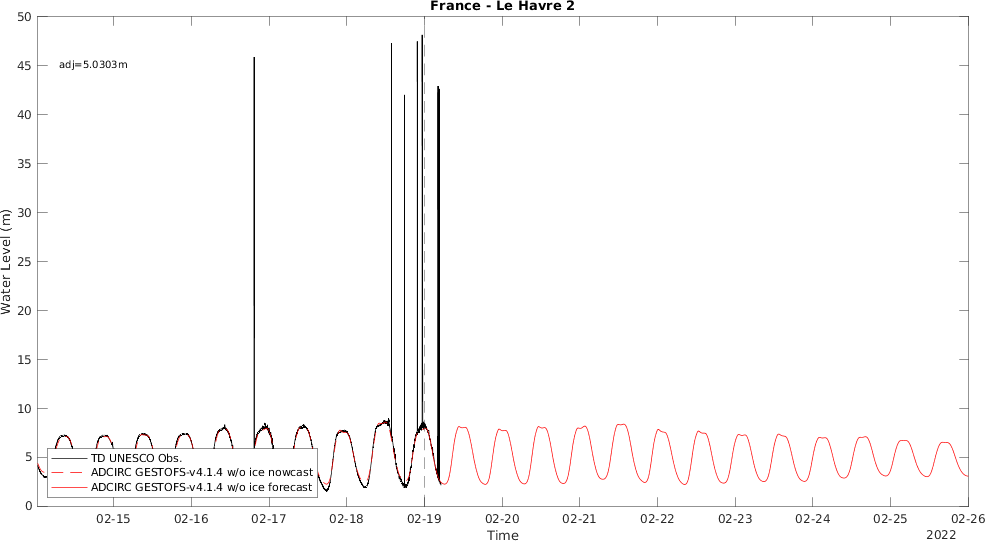 France - Le Havre 2
50
adj=5.0303m
45
40
35
30
25
20
15
10
5
0
Water Level (m)
TD UNESCO Obs.
ADCIRC GESTOFS-v4.1.4 w/o ice nowcast
ADCIRC GESTOFS-v4.1.4 w/o ice forecast
02-15 02-16 02-17 02-18 02-19 02-20 02-21 02-22 02-23 02-24 02-25 02-26
Time
2022